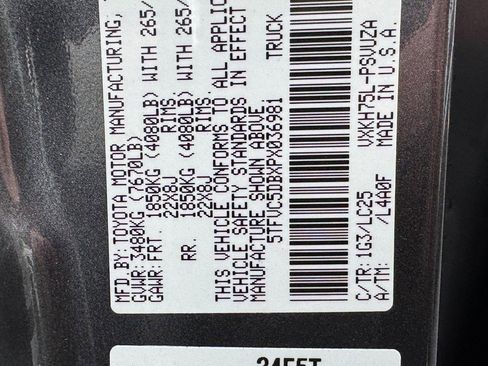 MFD.BY:TOYOTA MOTOR MANUFACTURING,
GVWR:3480KG (7670LB)
GAWR:FRT. 1850KG (4080LB) WITH 265/
22X8J RIMS.
RR. 1850KG (4080LB) WITH 265/
22X8J RIMS.
THIS VEHICLE CONFORMS TO ALL APPLIC
VEHICLE SAFETY STANDARDS IN EFFECT
MANUFACTURE SHOWN ABOVE.
5TFVC5DBXPX036981 TRUCK
C/TR:1G3/LC25 VXKH75L-PSVUZA
A/TM: /L4A0F MADE IN U.S.A.